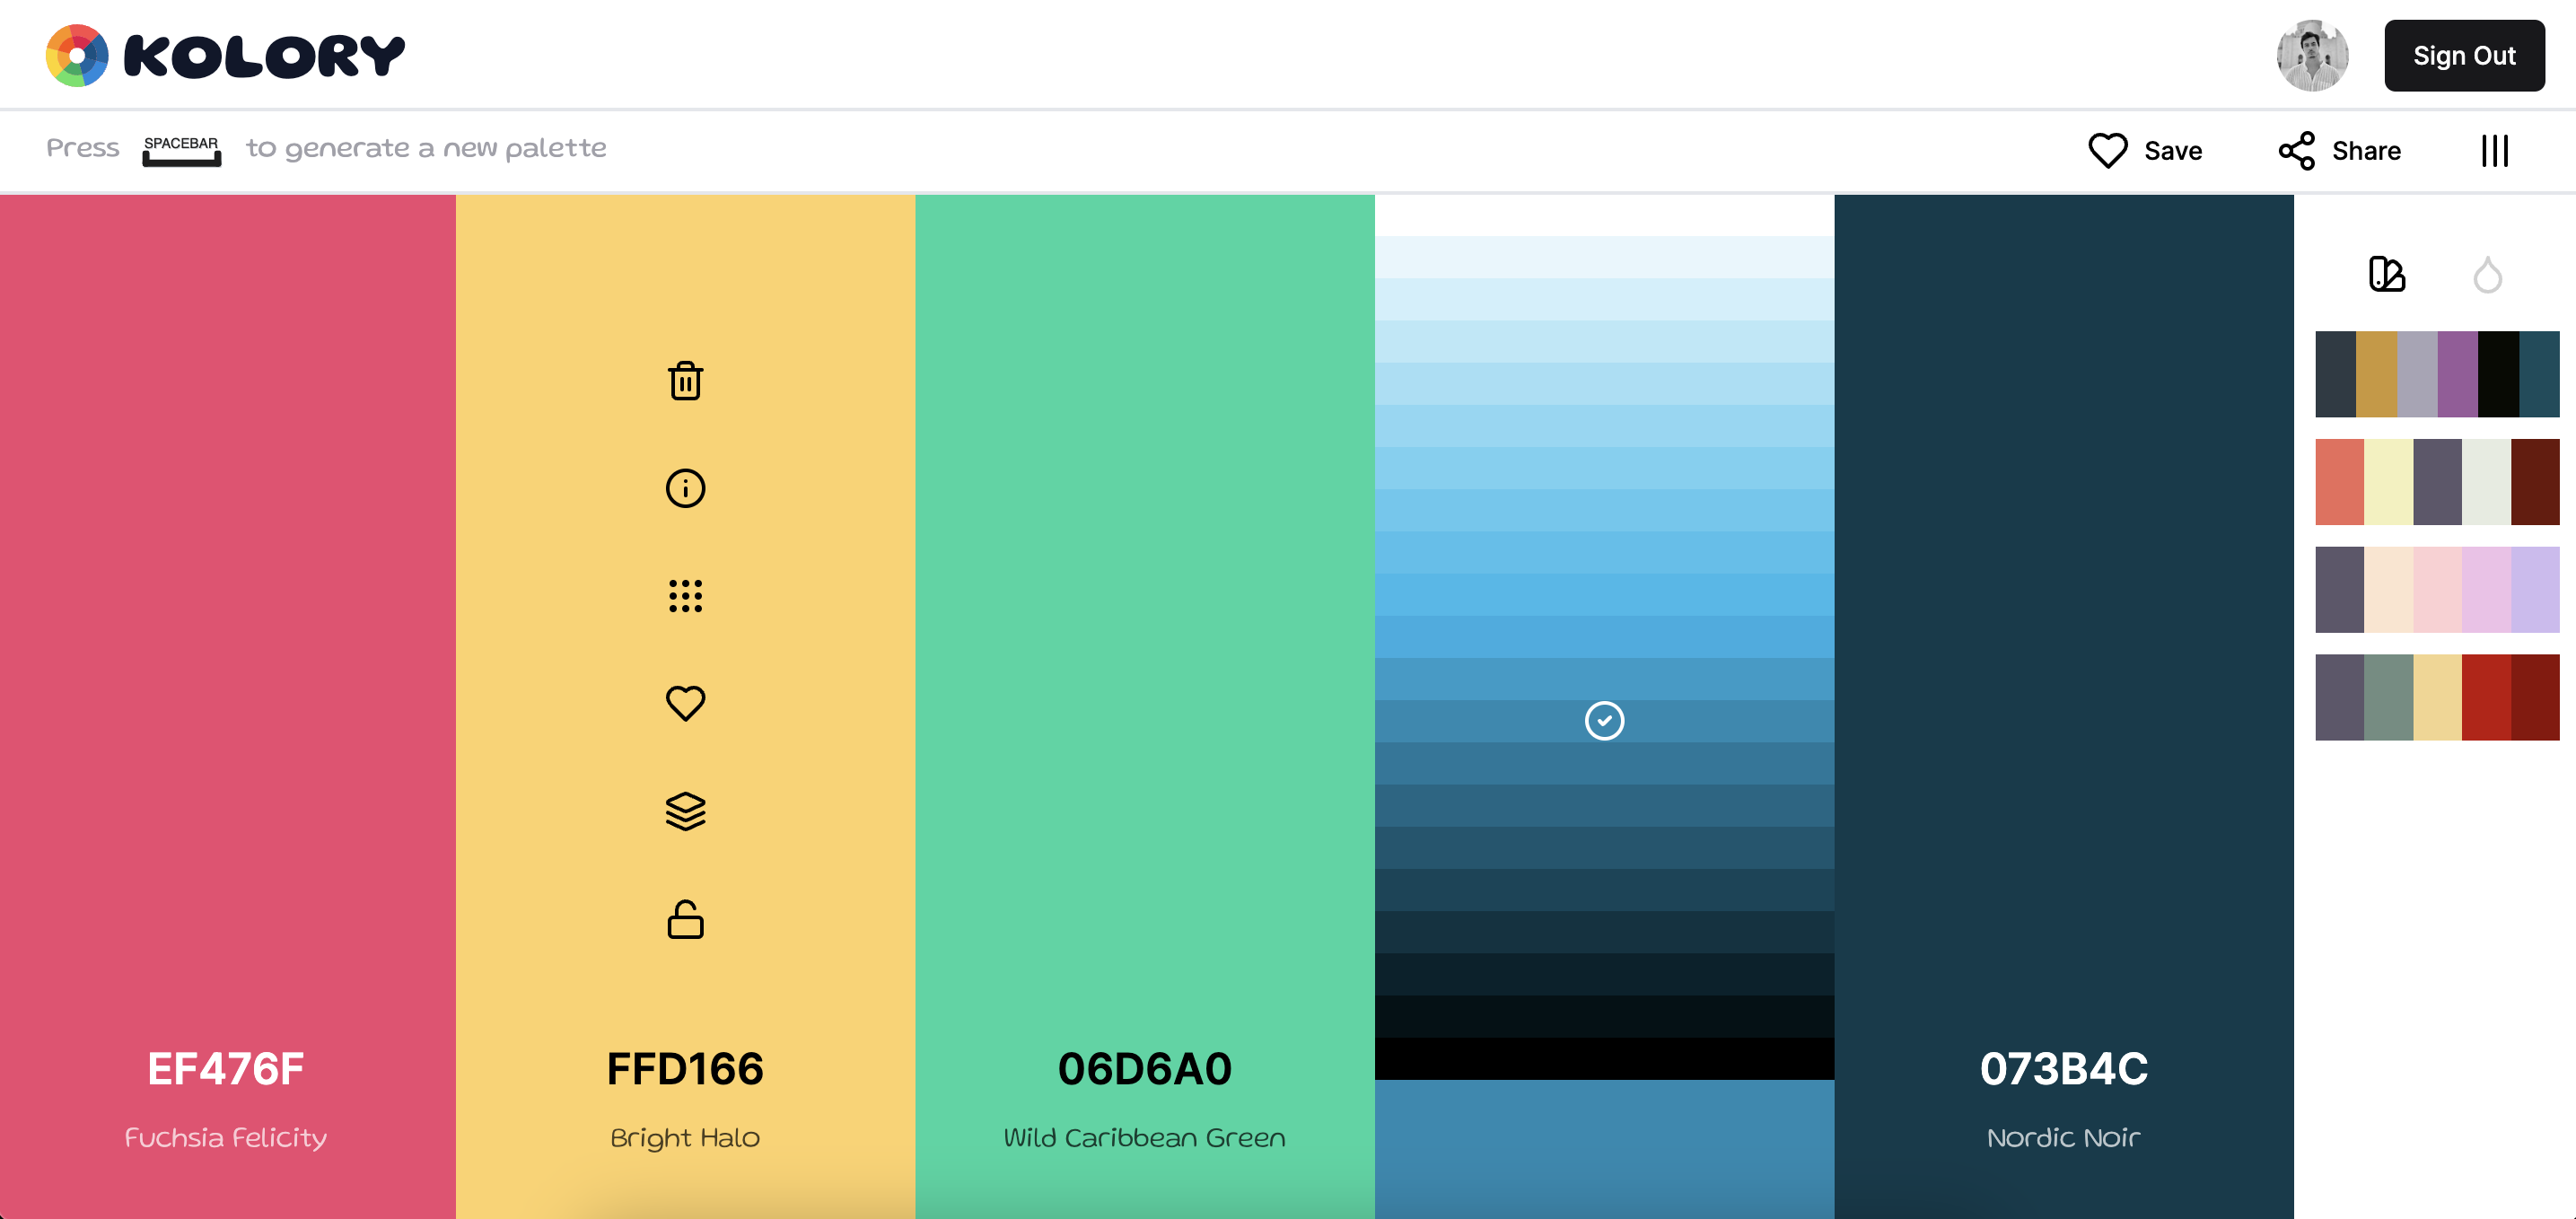 KOLORY
Sign Out
Press SPACEBAR to generate a new palette
Save
Share
EF476F
Fuchsia Felicity
FFD166
Bright Halo
06D6A0
Wild Caribbean Green
073B4C
Nordic Noir